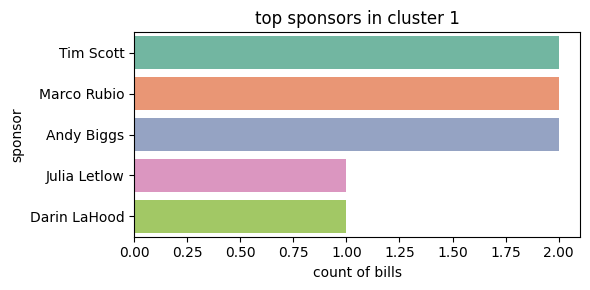 top sponsors in cluster 1
Tim Scott
Marco Rubio
Andy Biggs
Julia Letlow
Darin LaHood
sponsor
0.00 0.25 0.50 0.75 1.00 1.25 1.50 1.75 2.00
count of bills